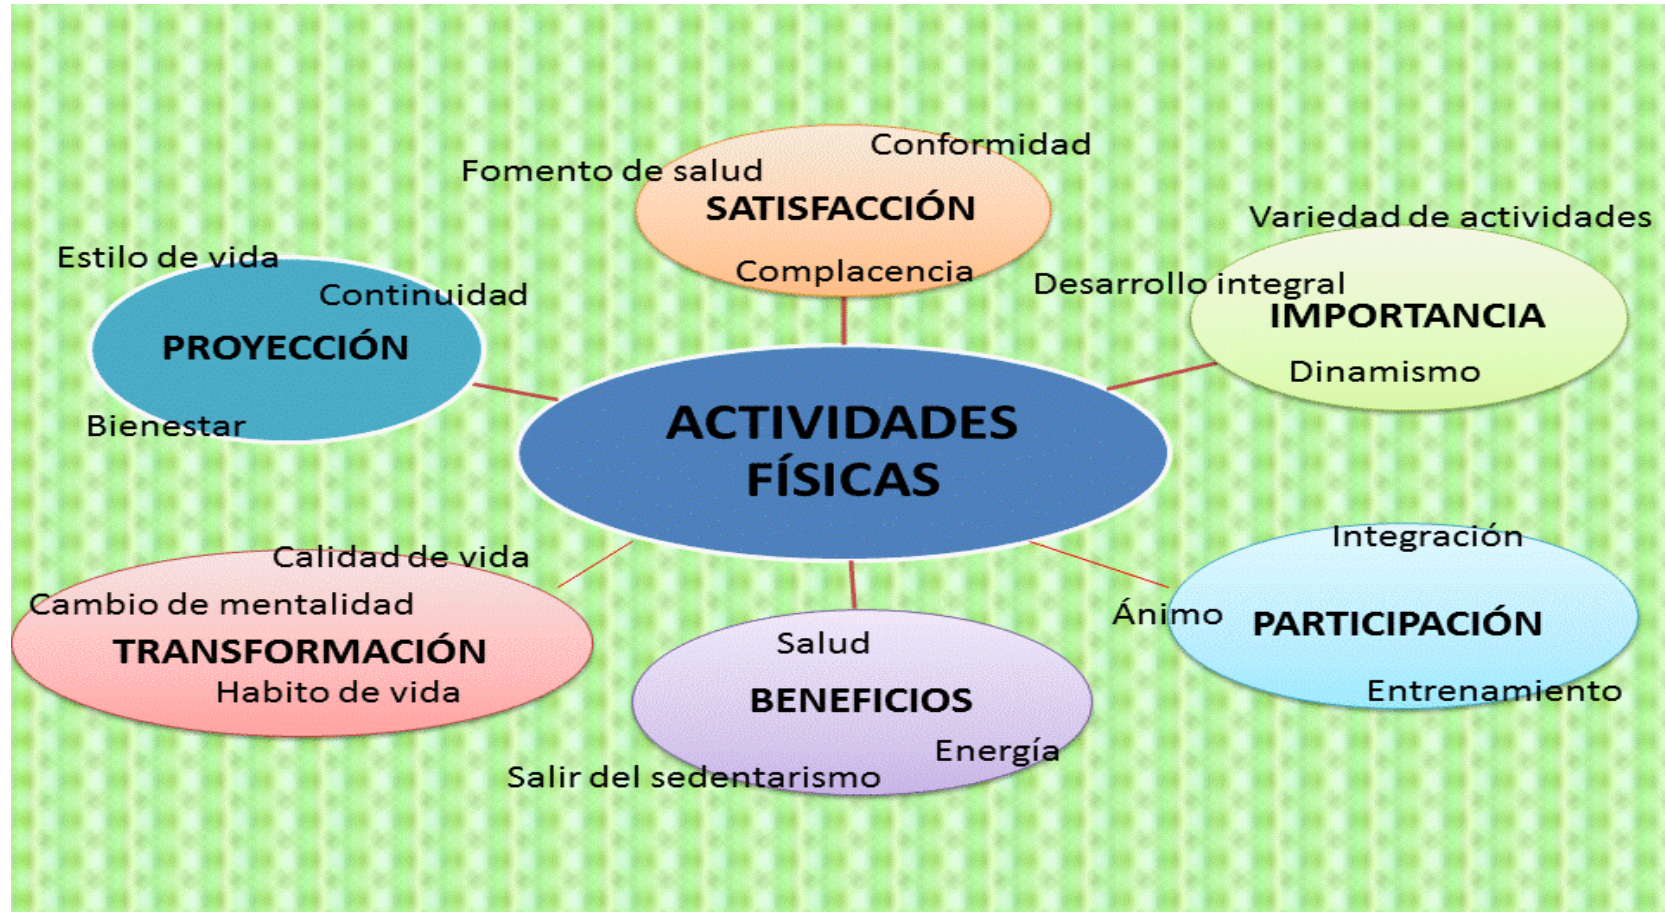 Conformidad
Fomento de salud
SATISFACCIÓN
Complacencia
Variedad de actividades
Desarrollo integral
IMPORTANCIA
Dinamismo
Estilo de vida
Continuidad
PROYECCIÓN
Bienestar
ACTIVIDADES
FÍSICAS
Calidad de vida
Cambio de mentalidad
TRANSFORMACIÓN
Habito de vida
Salud
BENEFICIOS
Energía
Salir del sedentarismo
Integración
Ánimo
PARTICIPACIÓN
Entrenamiento